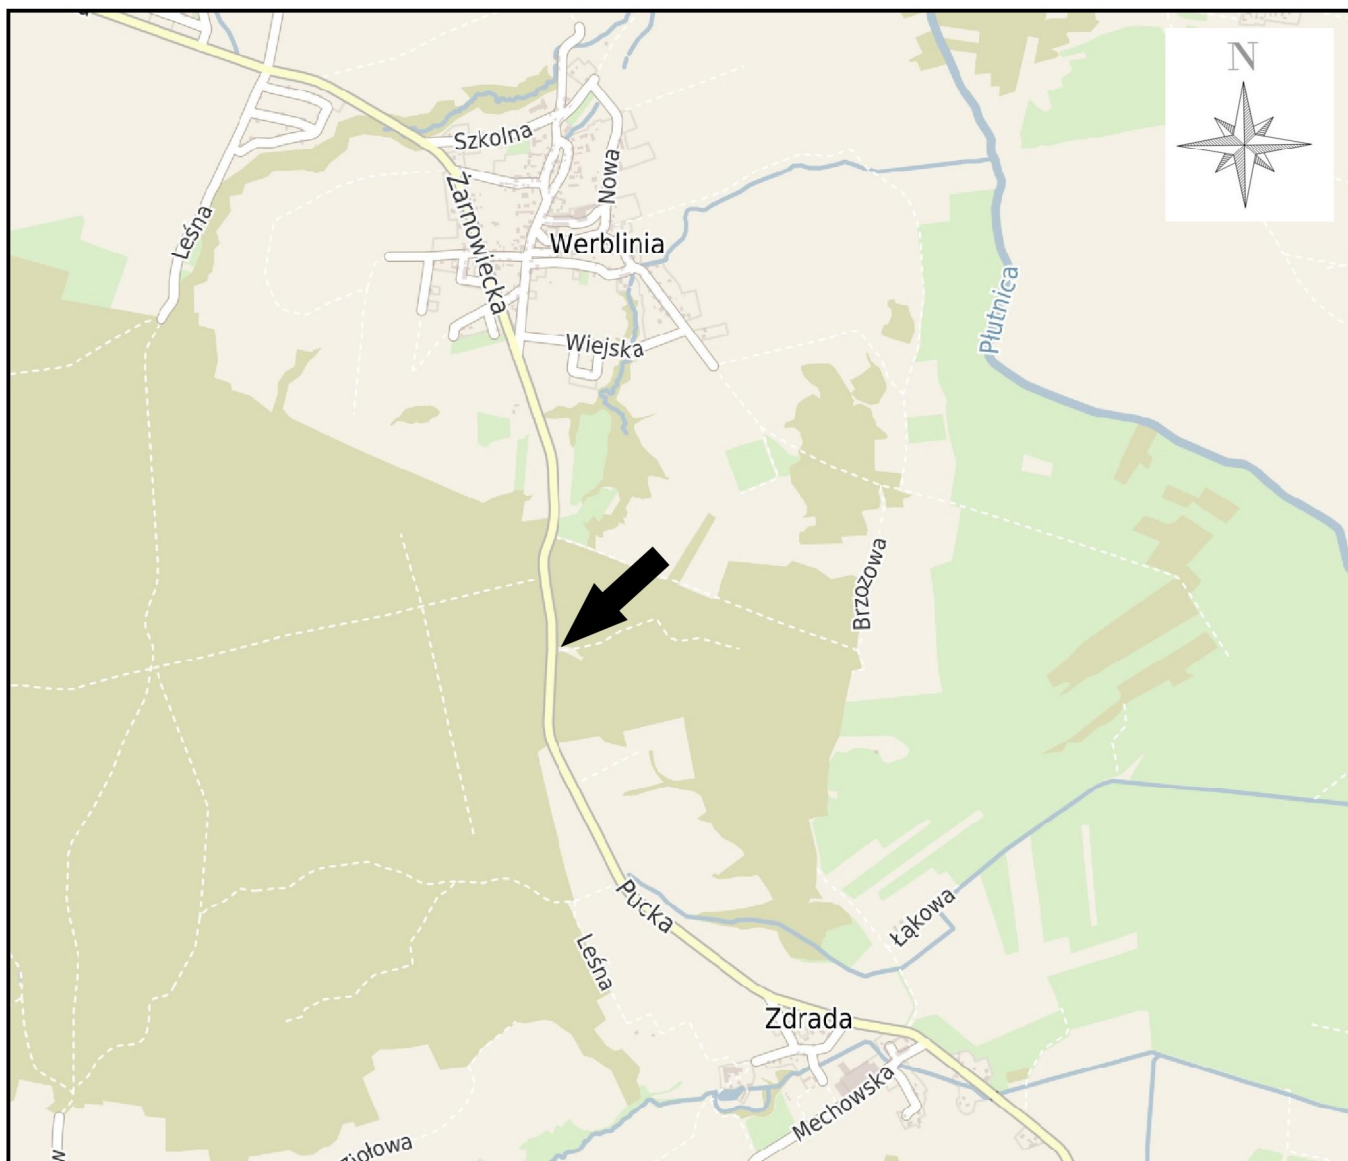 N
Szkolna
Nowa
Żarnowiecka
Leśna
Werblinia
Wiejska
Płutnica
Brzozowa
Pucka
Łąkowa
Leśna
Zdrada
Mechowska